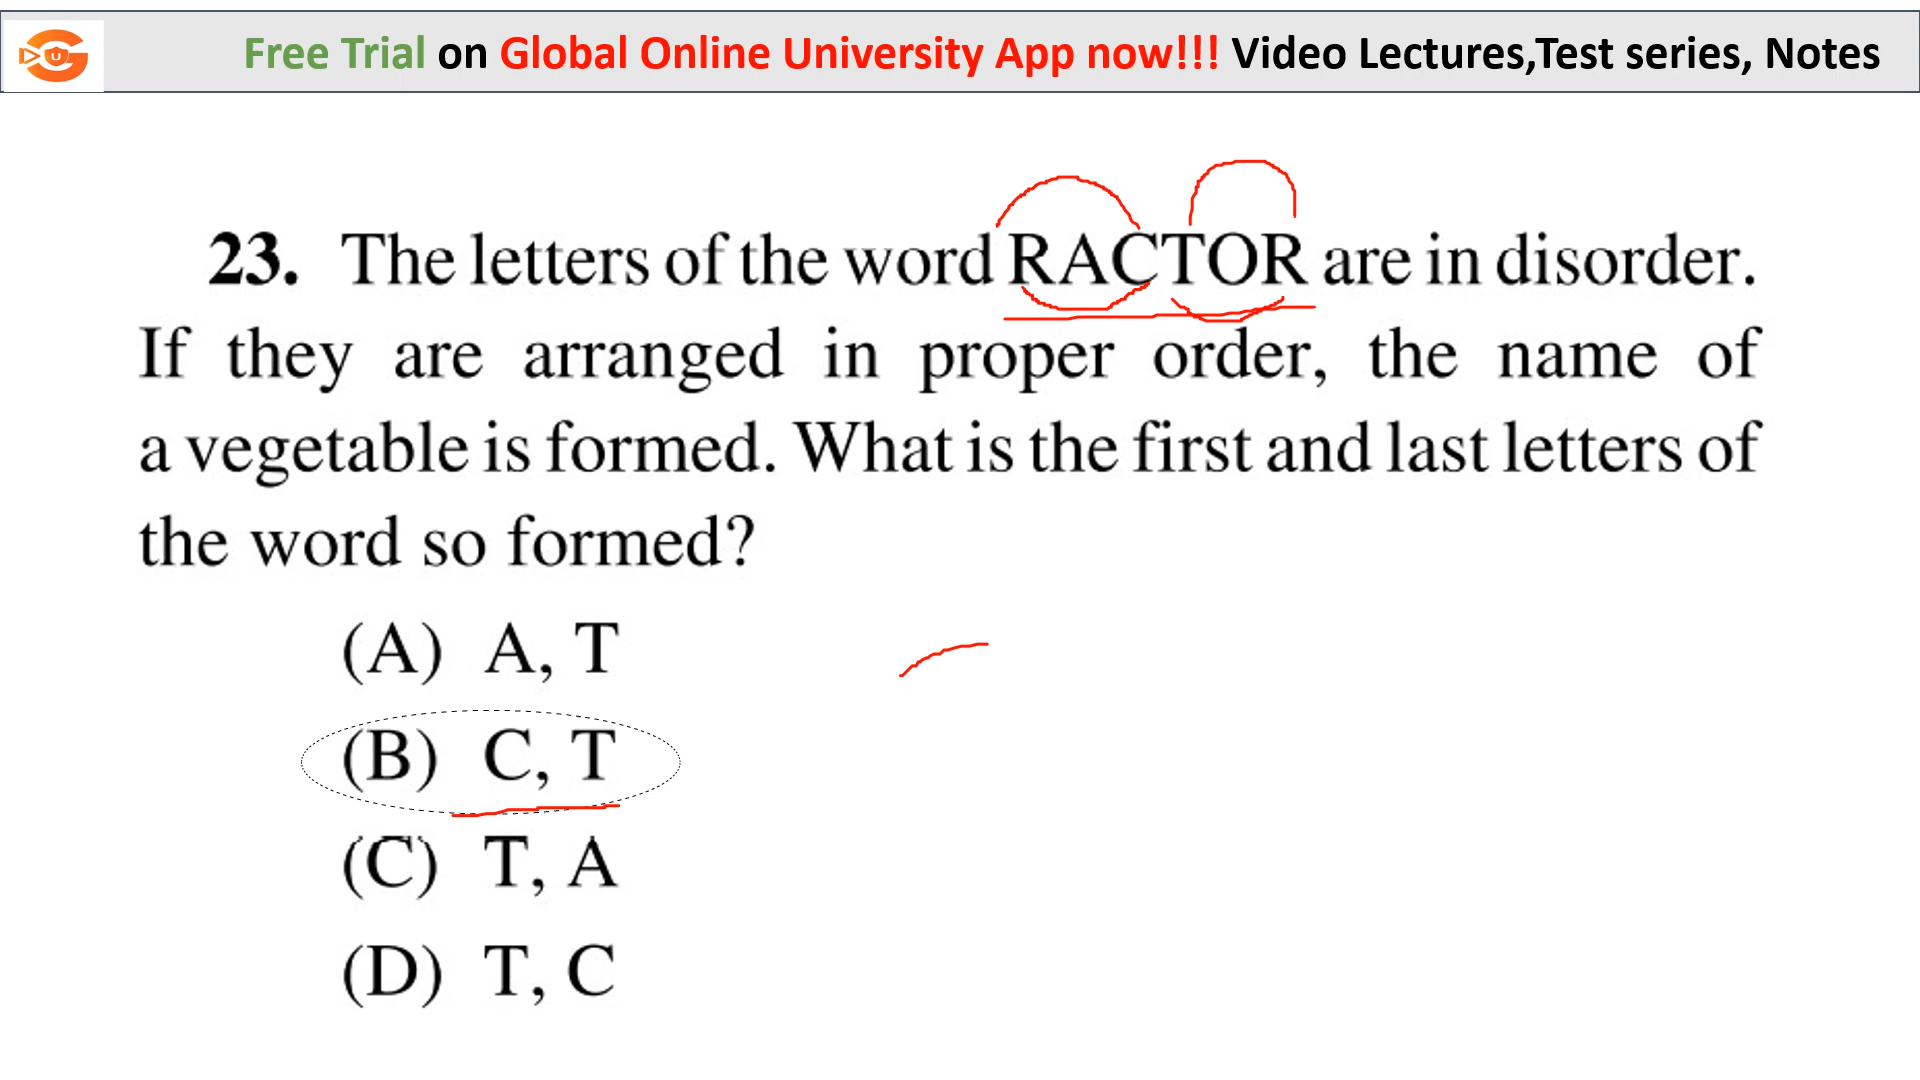 Free Trial on Global Online University App now!!! Video Lectures,Test series, Notes
U
23. The letters of the word RACTOR are in disorder.
If they are arranged in proper order, the name of
a vegetable is formed. What is the first and last letters of
the word so formed?
(A) A, T
(B) C, T
(C) T, A
(D) T, C